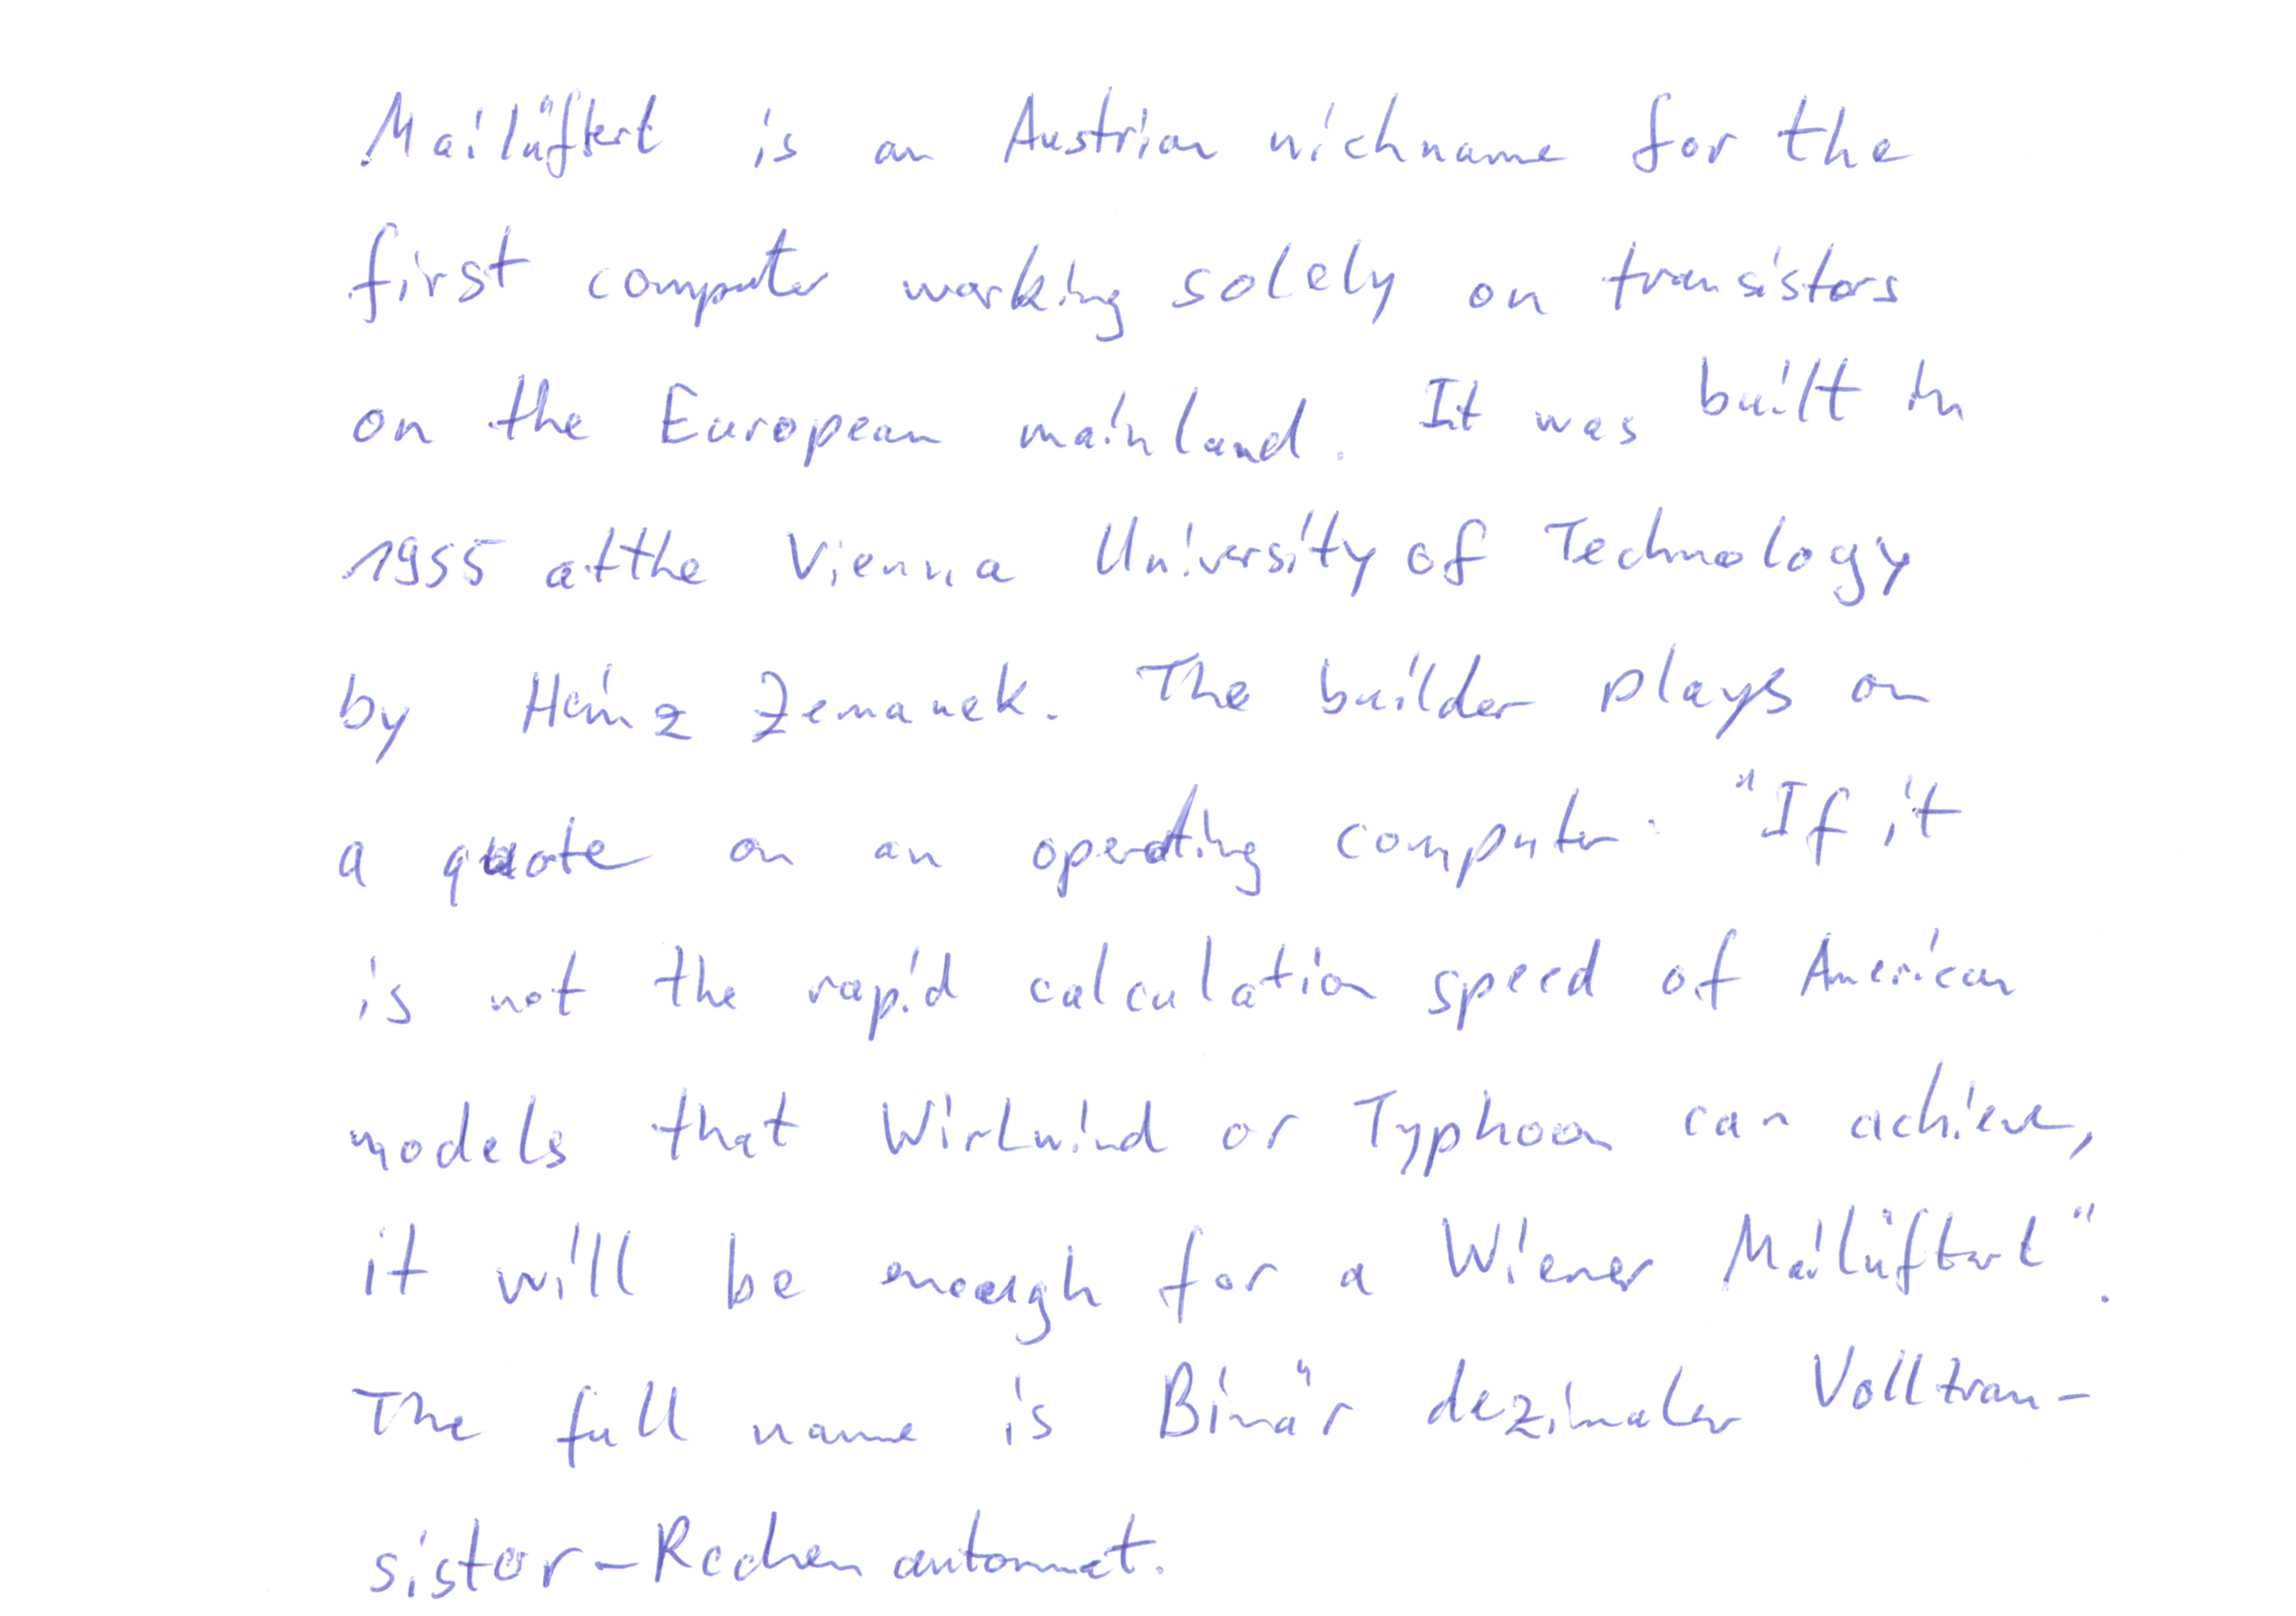 Mailüfterl is an Austrian nickname for the
first computer working solely on transistors
on the European mainland. It was built in
1955 at the Vienna University of Technology
by Heinz Zemanek. The builder plays on
a quote on an operating computer: "If it
is not the rapid calculation speed of American
models that Wirlwind or Typhoon can achieve,
it will be enough for a Wiener Mailüfterl".
The full name is Binär dezimaler Volltran-
sistor-Rechenautomat.